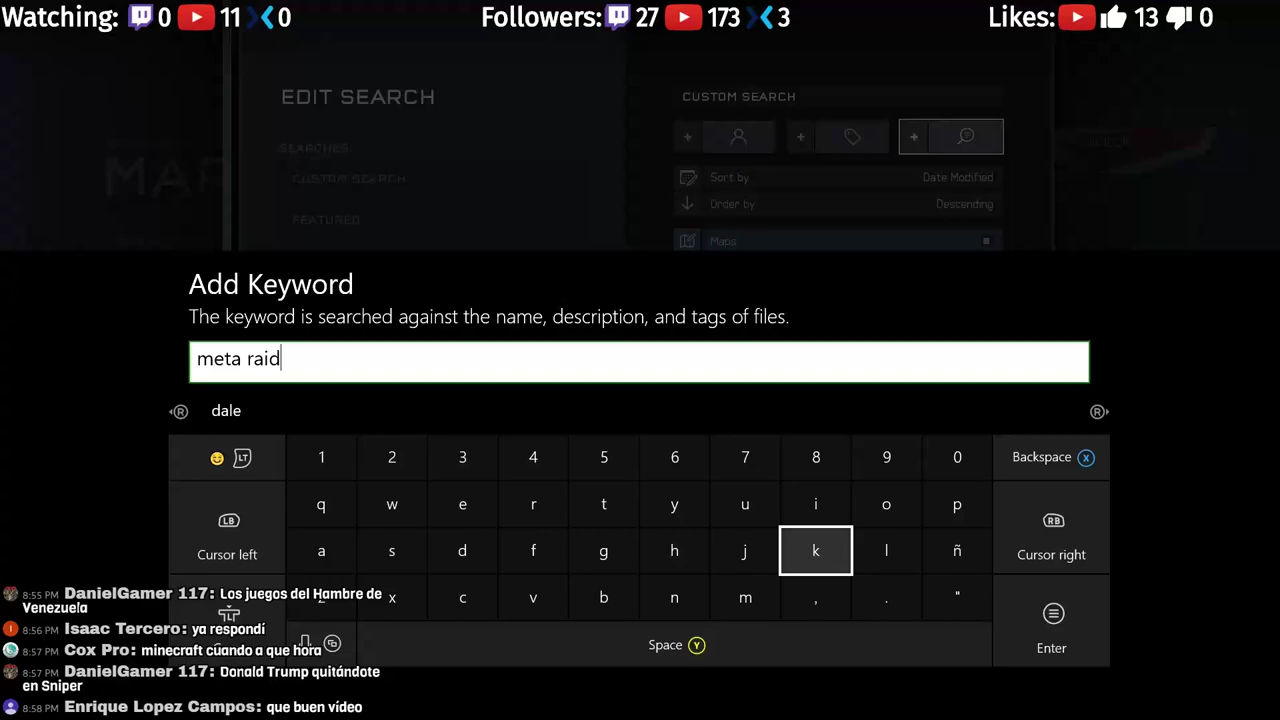 Watching: 0 11 0 Followers: 27 173 3 Likes: 13 0
EDIT SEARCH
CUSTOM SEARCH
SEARCHES
CUSTOM SEARCH
Sort by Date Modified
Order by Descending
FEATURED
Maps
Add Keyword
The keyword is searched against the name, description, and tags of files.
meta raid
R dale R
LT 1 2 3 4 5 6 7 8 9 0 Backspace X
q w e r t y u i o p
LB Cursor left RB Cursor right
a s d f g h j k l ñ
x c v b n m , . "
Space Y Enter
8:55 PM DanielGamer 117: Los juegos del Hambre de
Venezuela
8:56 PM Isaac Tercero: ya respondí
8:57 PM Cox Pro: minecraft cuando a que hora
8:57 PM DanielGamer 117: Donald Trump quitándote
en Sniper
8:58 PM Enrique Lopez Campos: que buen vídeo